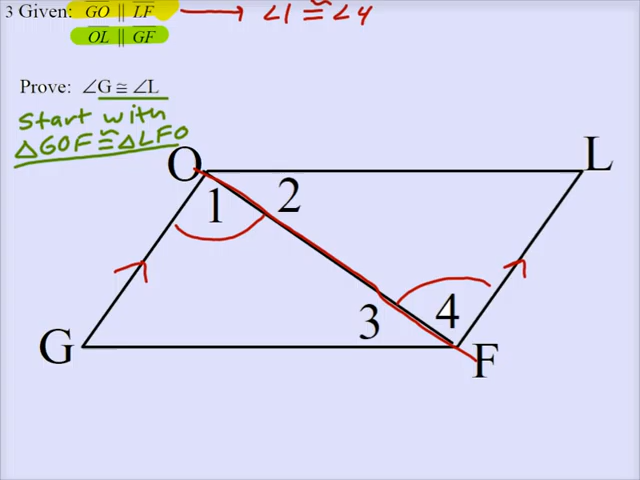 3 Given: GO || LF → ∠1 ≅ ∠4
OL || GF
Prove: ∠G ≅ ∠L
Start with
△GOF ≅ △LFO
O
L
1
2
3
4
G
F